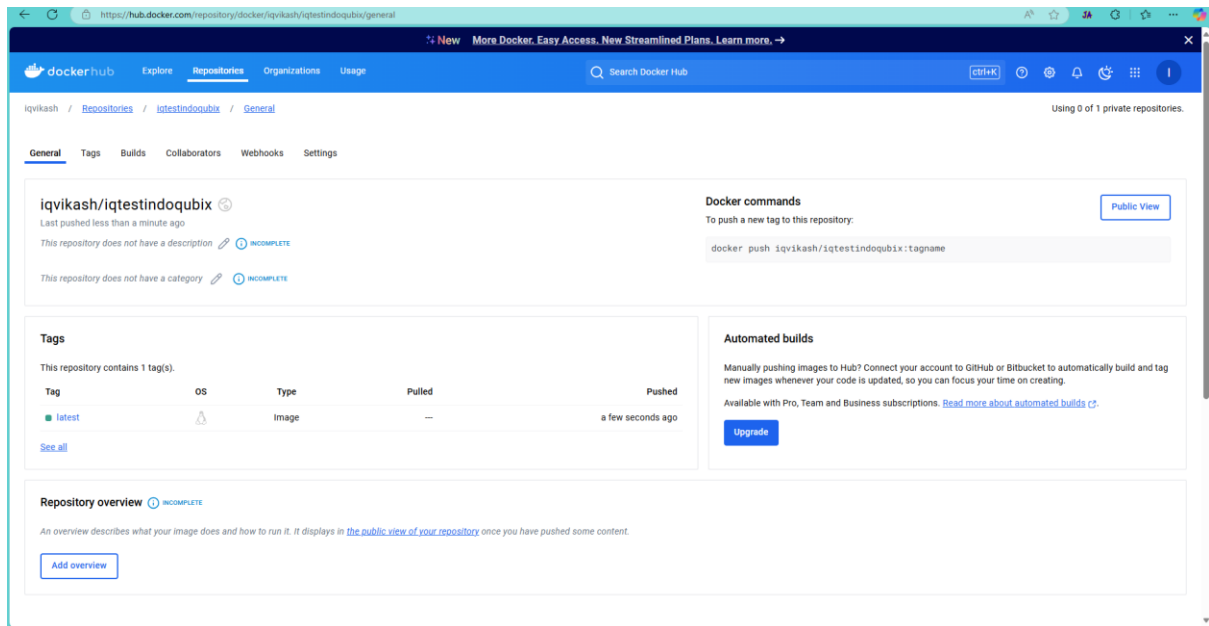 https://hub.docker.com/repository/docker/iqvikash/iqtestindoqubix/general
JA
New More Docker. Easy Access. New Streamlined Plans. Learn more. →
dockerhub Explore Repositories Organizations Usage Search Docker Hub ctrl+K I
iqvikash / Repositories / iqtestindoqubix / General Using 0 of 1 private repositories.
General Tags Builds Collaborators Webhooks Settings
iqvikash/iqtestindoqubix
Last pushed less than a minute ago
This repository does not have a description INCOMPLETE
This repository does not have a category INCOMPLETE
Docker commands
Public View
To push a new tag to this repository:
docker push iqvikash/iqtestindoqubix:tagname
Tags
This repository contains 1 tag(s).
Tag OS Type Pulled Pushed
latest Image --- a few seconds ago
See all
Automated builds
Manually pushing images to Hub? Connect your account to GitHub or Bitbucket to automatically build and tag
new images whenever your code is updated, so you can focus your time on creating.
Available with Pro, Team and Business subscriptions. Read more about automated builds.
Upgrade
Repository overview INCOMPLETE
An overview describes what your image does and how to run it. It displays in the public view of your repository once you have pushed some content.
Add overview